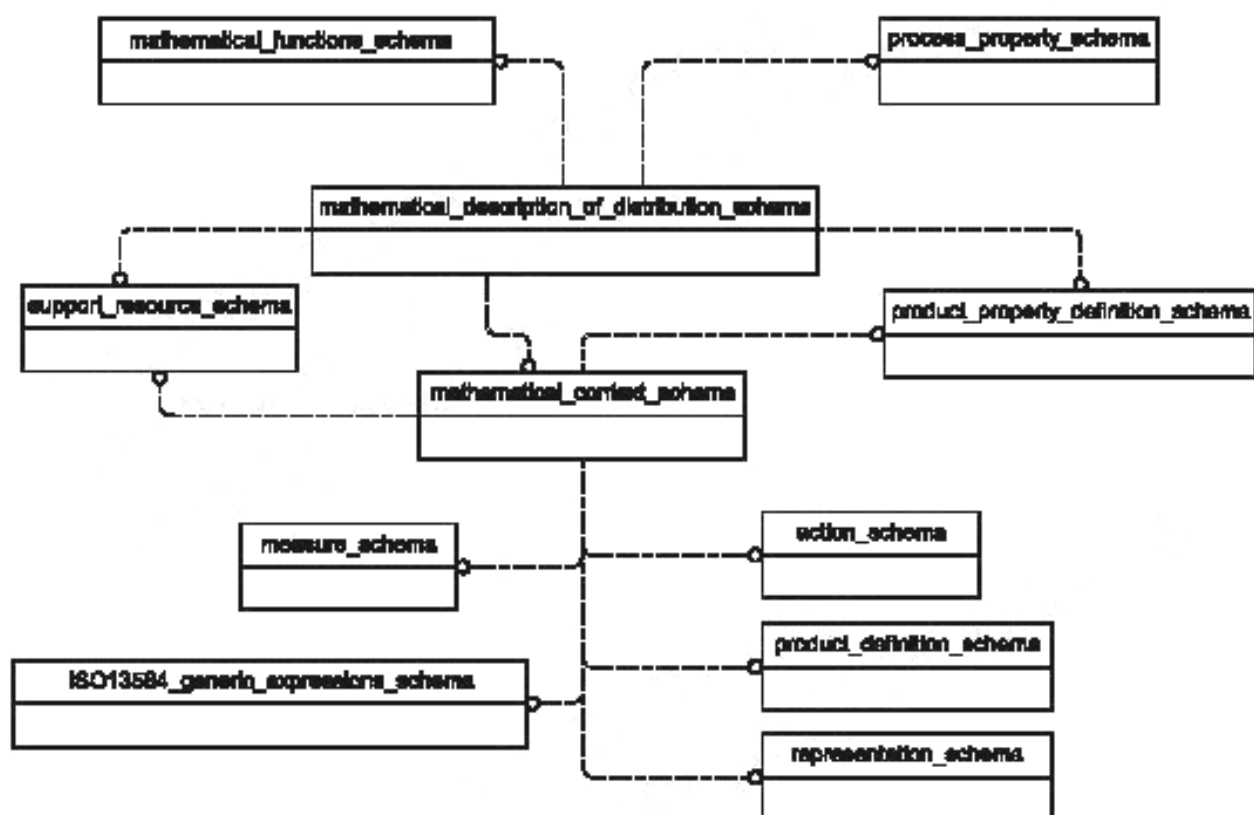 mathematical_functions_schema
process_property_schema
mathematical_description_of_distribution_schema
support_resource_schema
product_property_definition_schema
mathematical_context_schema
measure_schema
action_schema
product_definition_schema
ISO13584_generic_expressions_schema
representation_schema